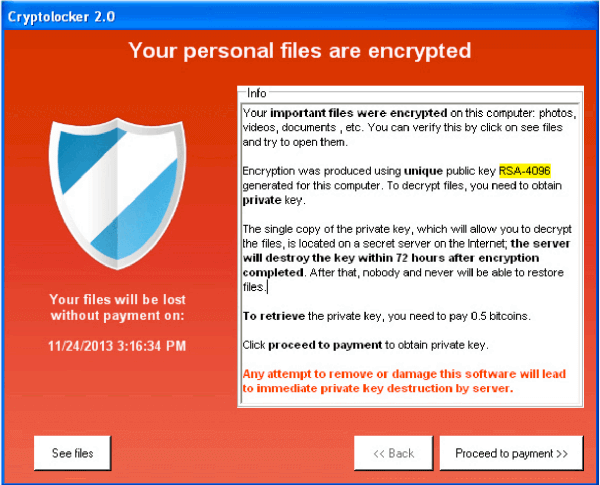 Cryptolocker 2.0
Your personal files are encrypted
Info
Your important files were encrypted on this computer: photos,
videos, documents , etc. You can verify this by click on see files
and try to open them.
Encryption was produced using unique public key RSA-4096
generated for this computer. To decrypt files, you need to obtain
private key.
The single copy of the private key, which will allow you to decrypt
the files, is located on a secret server on the Internet; the server
will destroy the key within 72 hours after encryption
completed. After that, nobody and never will be able to restore
files.
To retrieve the private key, you need to pay 0.5 bitcoins.
Click proceed to payment to obtain private key.
Any attempt to remove or damage this software will lead
to immediate private key destruction by server.
Your files will be lost
without payment on:
11/24/2013 3:16:34 PM
See files
<< Back
Proceed to payment >>